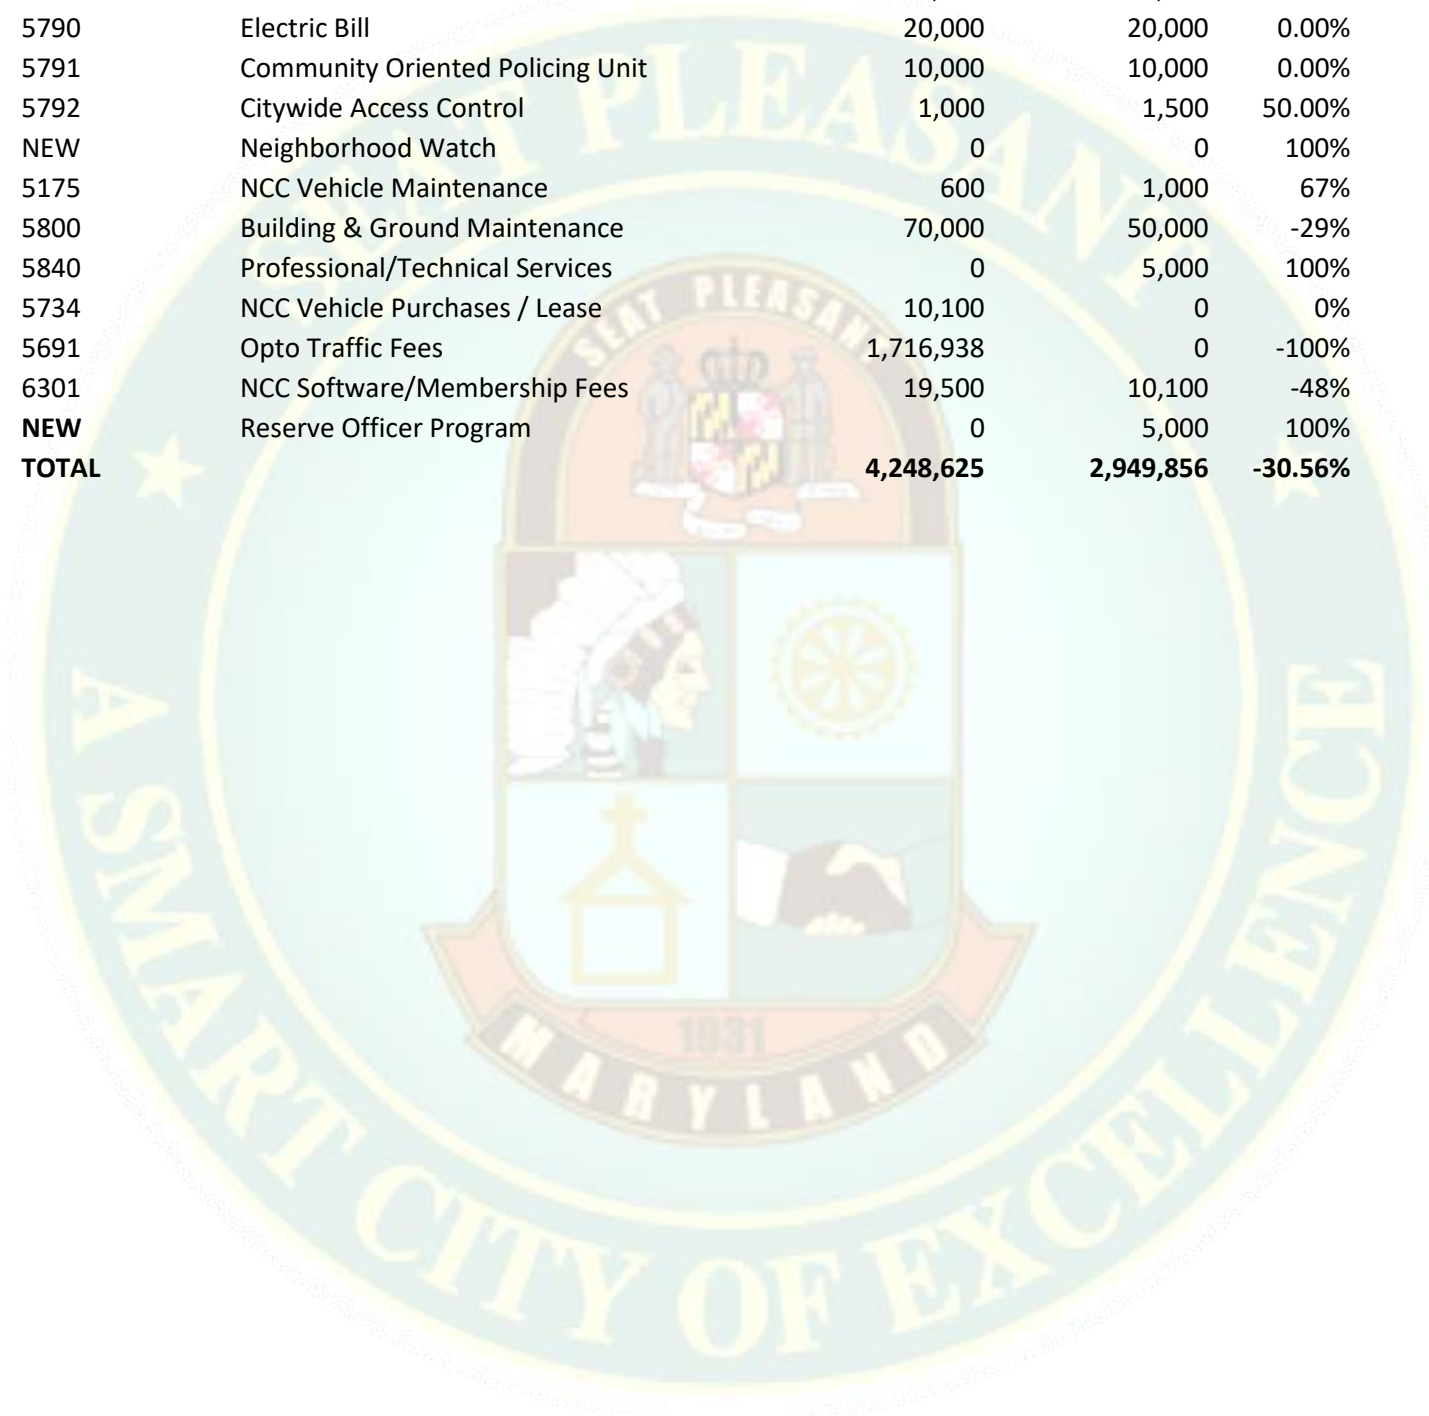 5790 Electric Bill 20,000 20,000 0.00%
5791 Community Oriented Policing Unit 10,000 10,000 0.00%
5792 Citywide Access Control 1,000 1,500 50.00%
NEW Neighborhood Watch 0 0 100%
5175 NCC Vehicle Maintenance 600 1,000 67%
5800 Building & Ground Maintenance 70,000 50,000 -29%
5840 Professional/Technical Services 0 5,000 100%
5734 NCC Vehicle Purchases / Lease 10,100 0 0%
5691 Opto Traffic Fees 1,716,938 0 -100%
6301 NCC Software/Membership Fees 19,500 10,100 -48%
NEW Reserve Officer Program 0 5,000 100%
TOTAL 4,248,625 2,949,856 -30.56%
SEAT PLEASANT
SEAT PLEASANT
1931
MARYLAND
A SMART CITY OF EXCELLENCE